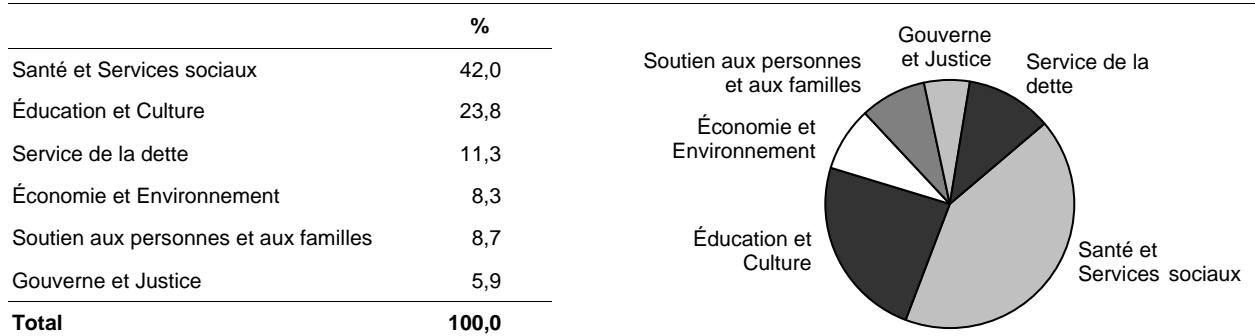 %
Santé et Services sociaux 42,0
Éducation et Culture 23,8
Service de la dette 11,3
Économie et Environnement 8,3
Soutien aux personnes et aux familles 8,7
Gouverne et Justice 5,9
Total 100,0
Gouverne
et Justice
Service de la
dette
Soutien aux personnes
et aux familles
Économie et
Environnement
Éducation et
Culture
Santé et
Services sociaux